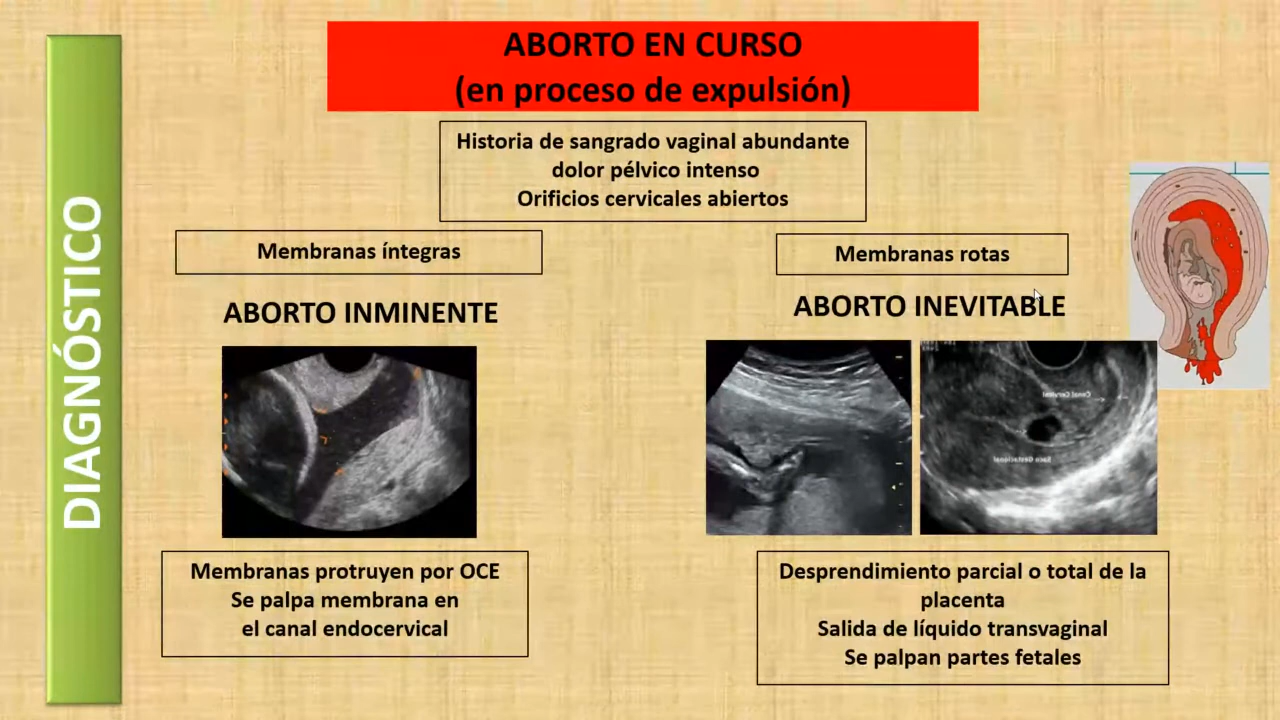 DIAGNÓSTICO
ABORTO EN CURSO
(en proceso de expulsión)
Historia de sangrado vaginal abundante
dolor pélvico intenso
Orificios cervicales abiertos
Membranas íntegras
Membranas rotas
ABORTO INMINENTE
ABORTO INEVITABLE
Canal Cervical
Saco Gestacional
Membranas protruyen por OCE
Se palpa membrana en
el canal endocervical
Desprendimiento parcial o total de la
placenta
Salida de líquido transvaginal
Se palpan partes fetales